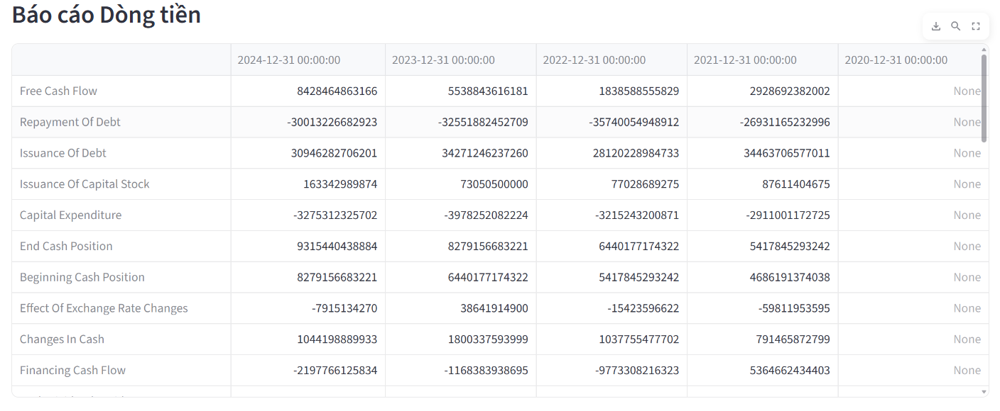 Báo cáo Dòng tiền
2024-12-31 00:00:00 2023-12-31 00:00:00 2022-12-31 00:00:00 2021-12-31 00:00:00 2020-12-31 00:00:00
Free Cash Flow 8428464863166 5538843616181 1838588555829 2928692382002 None
Repayment Of Debt -30013226682923 -32551882452709 -35740054948912 -26931165232996 None
Issuance Of Debt 30946282706201 34271246237260 28120228984733 34463706577011 None
Issuance Of Capital Stock 163342989874 73050500000 77028689275 87611404675 None
Capital Expenditure -3275312325702 -3978252082224 -3215243200871 -2911001172725 None
End Cash Position 9315440438884 8279156683221 6440177174322 5417845293242 None
Beginning Cash Position 8279156683221 6440177174322 5417845293242 4686191374038 None
Effect Of Exchange Rate Changes -7915134270 38641914900 -15423596622 -59811953595 None
Changes In Cash 1044198889933 1800337593999 1037755477702 791465872799 None
Financing Cash Flow -2197766125834 -1168383938695 -9773308216323 5364662434403 None